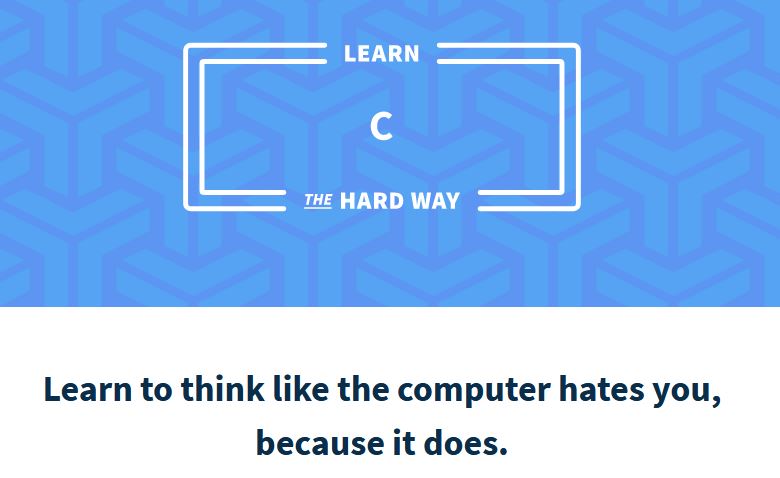 LEARN
C
THE HARD WAY
Learn to think like the computer hates you,
because it does.